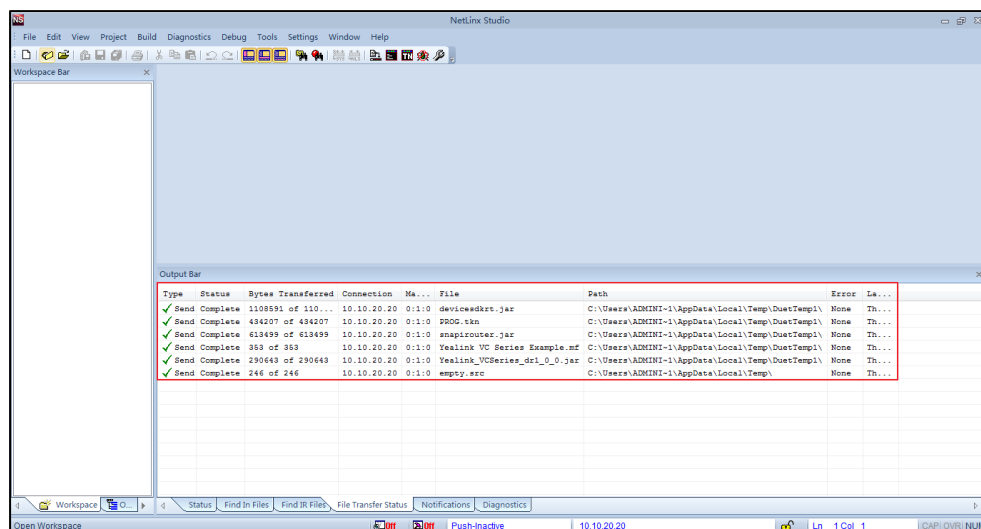 NS NetLinx Studio
File Edit View Project Build Diagnostics Debug Tools Settings Window Help
Workspace Bar ×
Output Bar ×
Type Status Bytes Transferred Connection Ma... File Path Error La...
Send Complete 1108591 of 110... 10.10.20.20 0:1:0 devicesdkrt.jar C:\Users\ADMINI~1\AppData\Local\Temp\DuetTemp1\ None Th...
Send Complete 434207 of 434207 10.10.20.20 0:1:0 PROG.tkn C:\Users\ADMINI~1\AppData\Local\Temp\DuetTemp1\ None Th...
Send Complete 613499 of 613499 10.10.20.20 0:1:0 snapirouter.jar C:\Users\ADMINI~1\AppData\Local\Temp\DuetTemp1\ None Th...
Send Complete 353 of 353 10.10.20.20 0:1:0 Yealink VC Series Example.mf C:\Users\ADMINI~1\AppData\Local\Temp\DuetTemp1\ None Th...
Send Complete 290643 of 290643 10.10.20.20 0:1:0 Yealink_VCSeries_dr1_0_0.jar C:\Users\ADMINI~1\AppData\Local\Temp\DuetTemp1\ None Th...
Send Complete 246 of 246 10.10.20.20 0:1:0 empty.src C:\Users\ADMINI~1\AppData\Local\Temp\ None Th...
Workspace O... Status Find In Files Find IR Files File Transfer Status Notifications Diagnostics
Open Workspace Off Off Push-Inactive 10.10.20.20 Ln 1 Col 1 CAP OVR NU